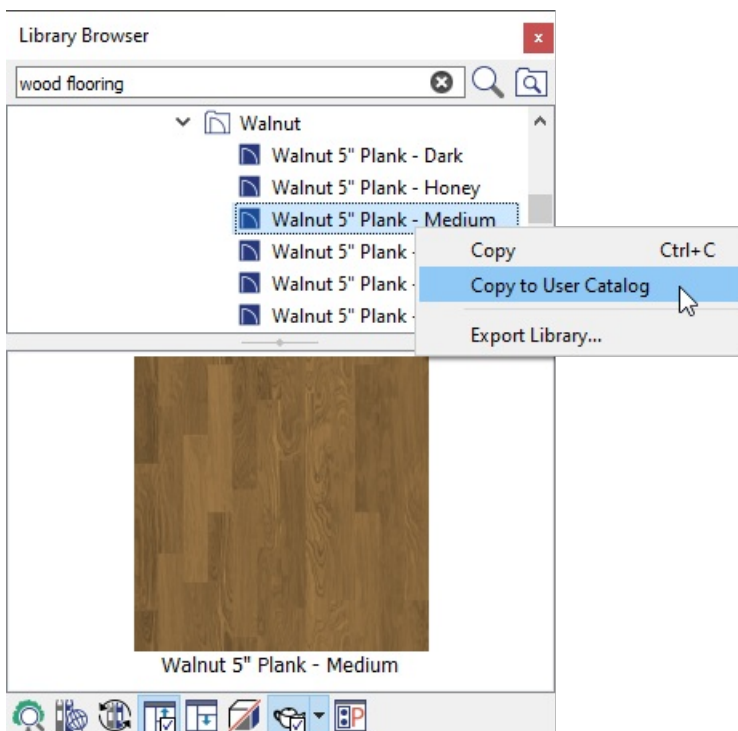 Library Browser
x
wood flooring
Walnut
Walnut 5" Plank - Dark
Walnut 5" Plank - Honey
Walnut 5" Plank - Medium
Walnut 5" Plank -
Walnut 5" Plank -
Walnut 5" Plank -
Copy Ctrl+C
Copy to User Catalog
Export Library...
Walnut 5" Plank - Medium
P